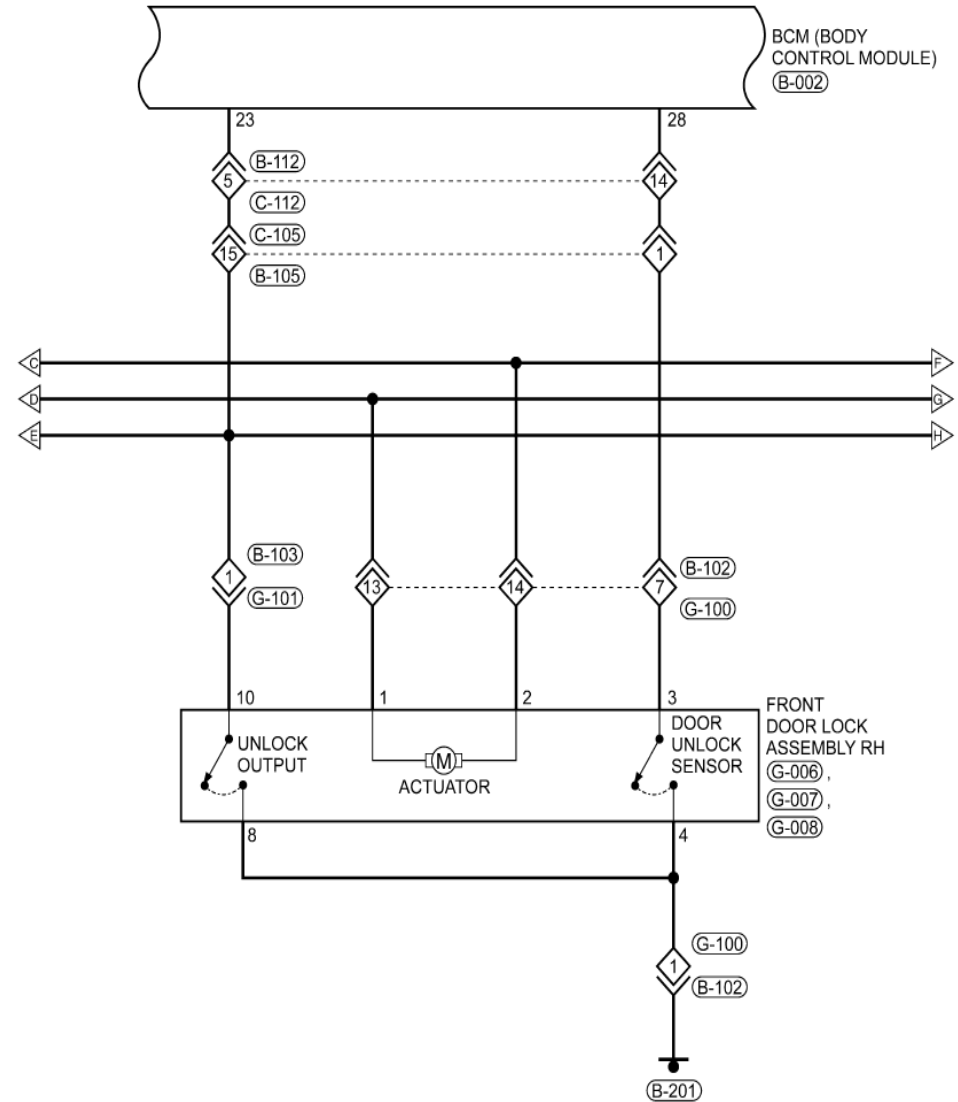 BCM (BODY
CONTROL MODULE)
B-002
23
28
B-112
5
14
C-112
C-105
15
1
B-105
C
F
D
G
E
H
B-103
1
G-101
13
14
B-102
7
G-100
10
1
2
3
FRONT
DOOR LOCK
ASSEMBLY RH
G-006 ,
G-007 ,
G-008
UNLOCK
OUTPUT
M
ACTUATOR
DOOR
UNLOCK
SENSOR
8
4
G-100
1
B-102
B-201